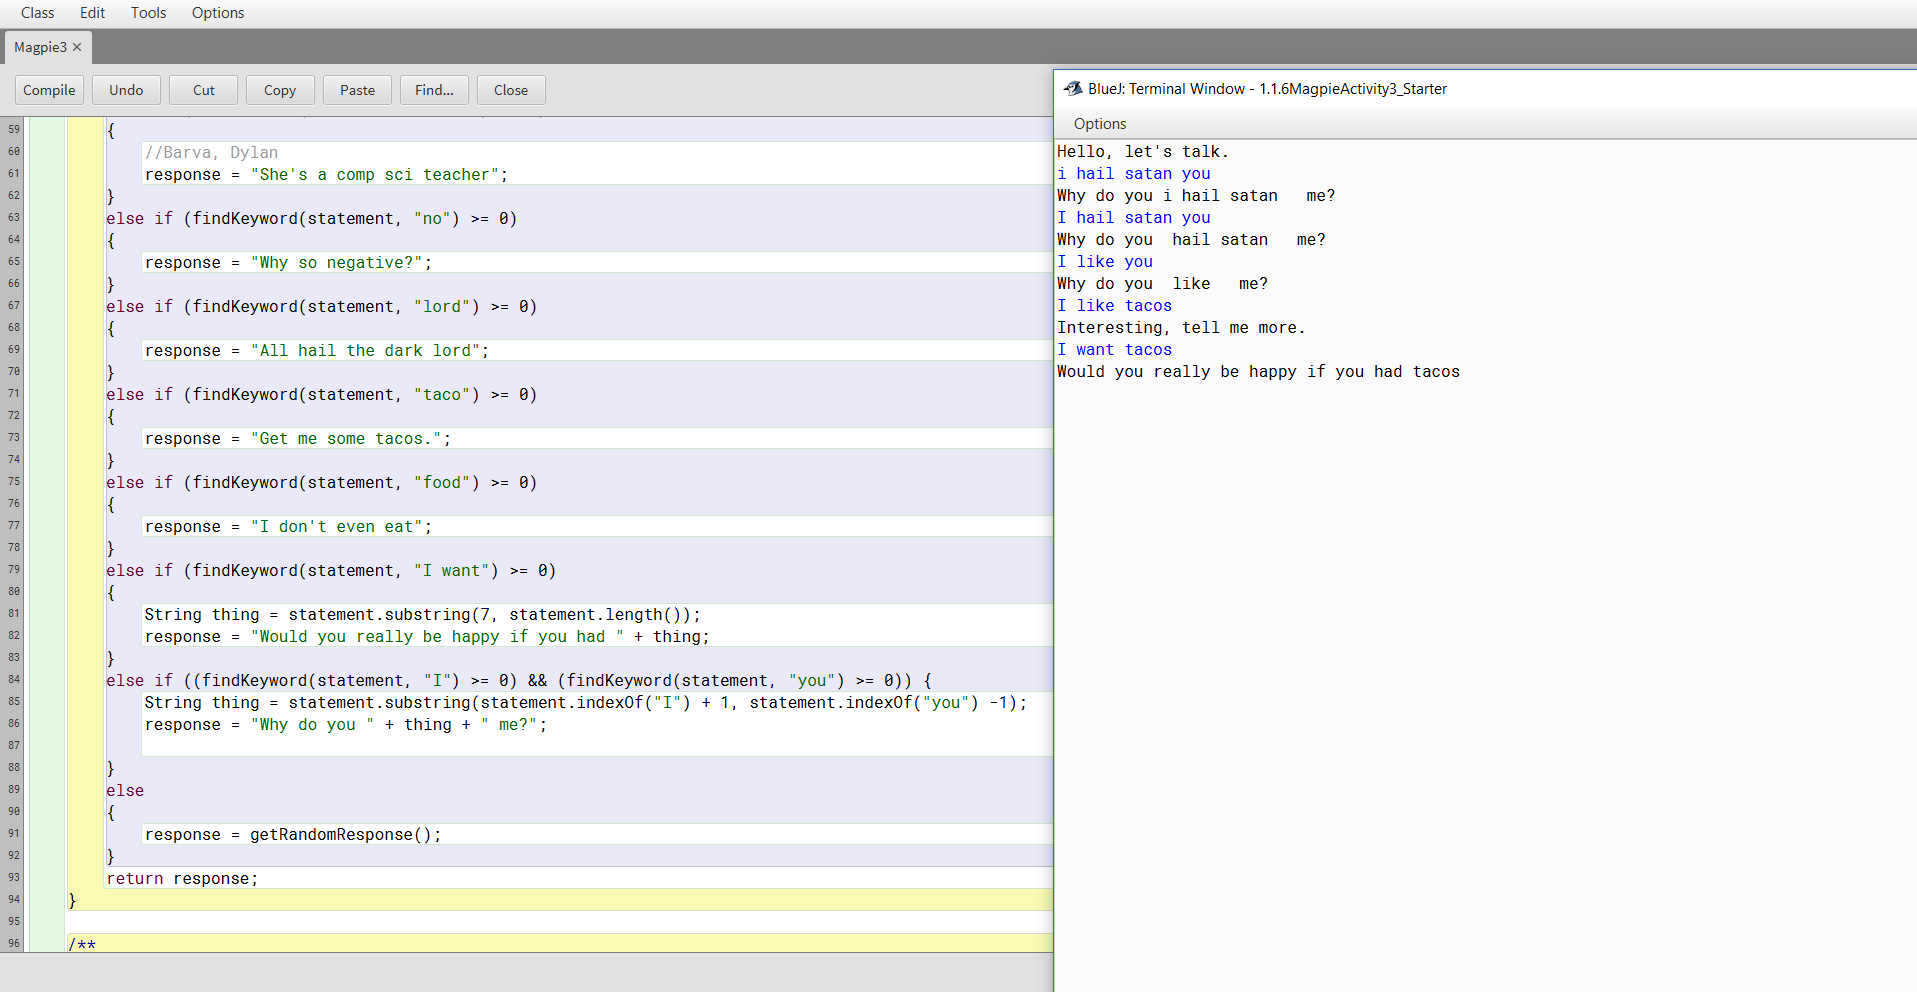 Class Edit Tools Options
Magpie3 ×
Compile Undo Cut Copy Paste Find... Close
59 {
60 //Barva, Dylan
61 response = "She's a comp sci teacher";
62 }
63 else if (findKeyword(statement, "no") >= 0)
64 {
65 response = "Why so negative?";
66 }
67 else if (findKeyword(statement, "lord") >= 0)
68 {
69 response = "All hail the dark lord";
70 }
71 else if (findKeyword(statement, "taco") >= 0)
72 {
73 response = "Get me some tacos.";
74 }
75 else if (findKeyword(statement, "food") >= 0)
76 {
77 response = "I don't even eat";
78 }
79 else if (findKeyword(statement, "I want") >= 0)
80 {
81 String thing = statement.substring(7, statement.length());
82 response = "Would you really be happy if you had " + thing;
83 }
84 else if ((findKeyword(statement, "I") >= 0) && (findKeyword(statement, "you") >= 0)) {
85 String thing = statement.substring(statement.indexOf("I") + 1, statement.indexOf("you") -1);
86 response = "Why do you " + thing + " me?";
87
88 }
89 else
90 {
91 response = getRandomResponse();
92 }
93 return response;
94 }
95
96 /**
BlueJ: Terminal Window - 1.1.6MagpieActivity3_Starter
Options
Hello, let's talk.
i hail satan you
Why do you i hail satan   me?
I hail satan you
Why do you  hail satan   me?
I like you
Why do you  like   me?
I like tacos
Interesting, tell me more.
I want tacos
Would you really be happy if you had tacos